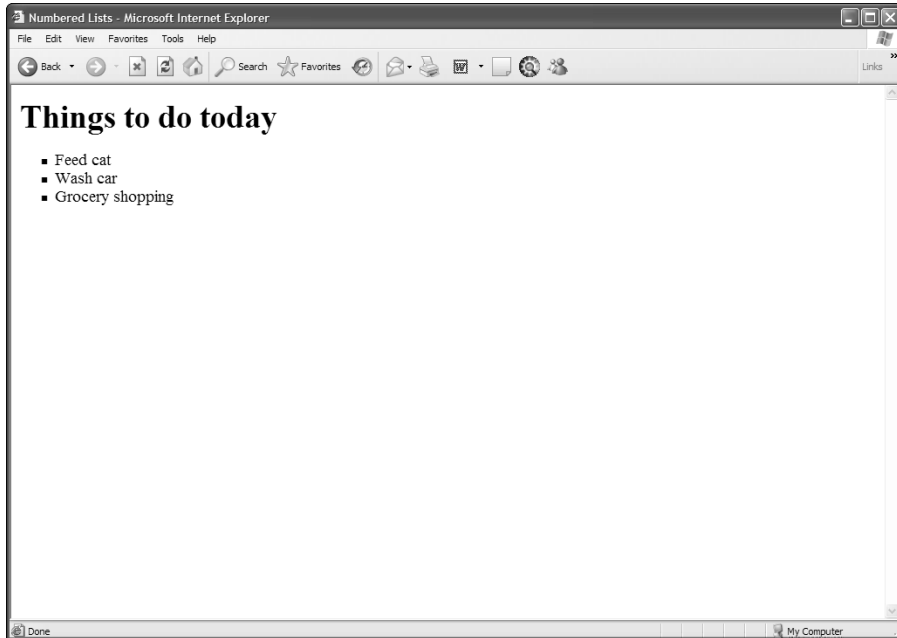 Numbered Lists - Microsoft Internet Explorer
File Edit View Favorites Tools Help
Back Search Favorites W Links »
Things to do today
▪ Feed cat
▪ Wash car
▪ Grocery shopping
Done My Computer